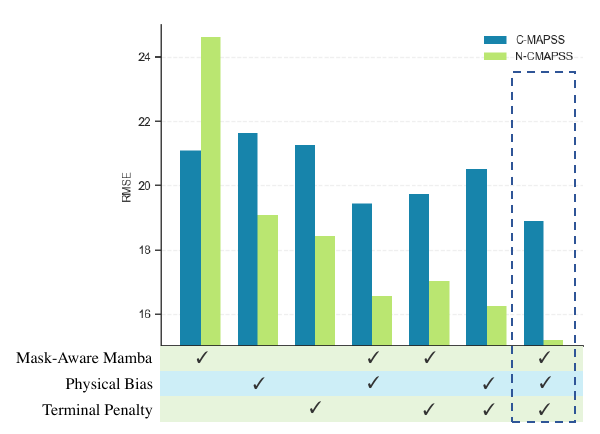 C-MAPSS
N-CMAPSS
24
22
20
18
16
RMSE
Mask-Aware Mamba ✓ ✓ ✓ ✓
Physical Bias ✓ ✓ ✓ ✓
Terminal Penalty ✓ ✓ ✓ ✓